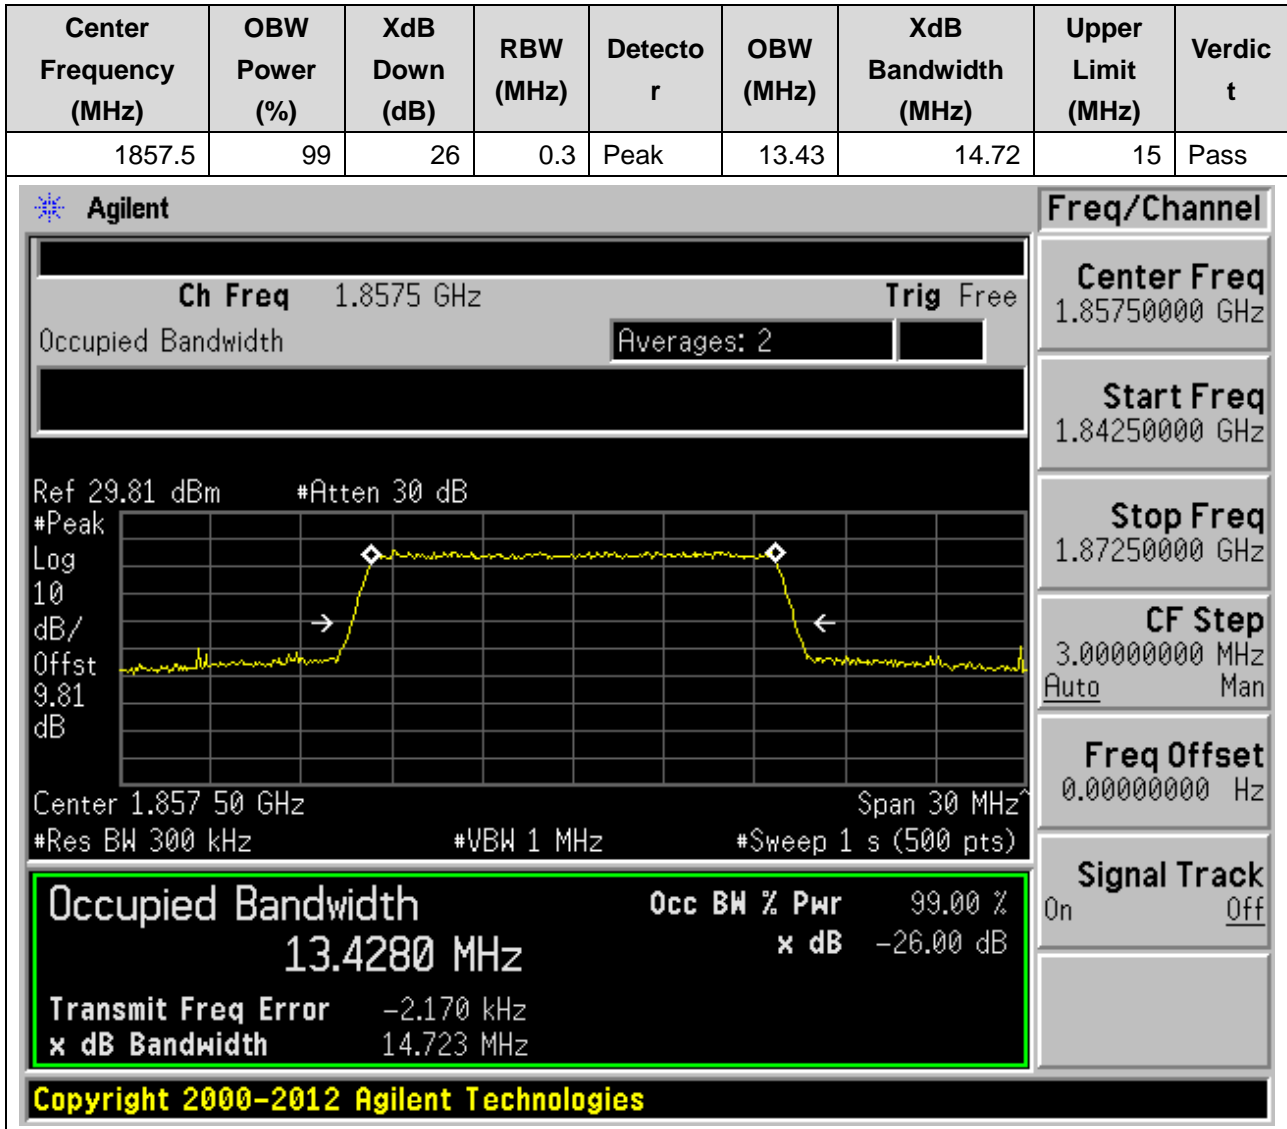 Center Frequency (MHz) OBW Power (%) XdB Down (dB) RBW (MHz) Detecto r OBW (MHz) XdB Bandwidth (MHz) Upper Limit (MHz) Verdic t
1857.5 99 26 0.3 Peak 13.43 14.72 15 Pass
Agilent
Freq/Channel
Ch Freq 1.8575 GHz Trig Free
Occupied Bandwidth Averages: 2
Center Freq
1.85750000 GHz
Start Freq
1.84250000 GHz
Stop Freq
1.87250000 GHz
CF Step
3.00000000 MHz
Auto Man
Freq Offset
0.00000000 Hz
Signal Track
On Off
Ref 29.81 dBm #Atten 30 dB
#Peak
Log
10
dB/
Offst
9.81
dB
Center 1.857 50 GHz Span 30 MHz^
#Res BW 300 kHz #VBW 1 MHz #Sweep 1 s (500 pts)
Occupied Bandwidth Occ BW % Pwr 99.00 %
13.4280 MHz x dB -26.00 dB
Transmit Freq Error -2.170 kHz
x dB Bandwidth 14.723 MHz
Copyright 2000-2012 Agilent Technologies